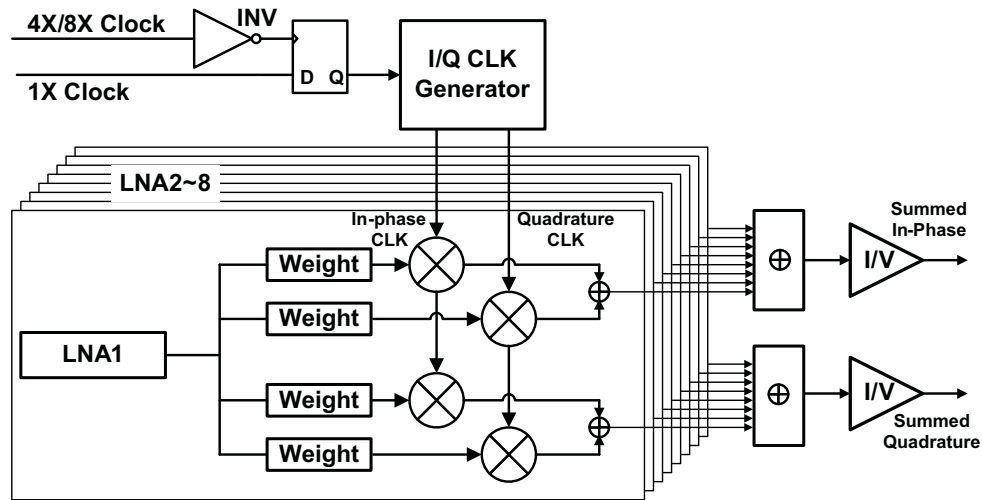 4X/8X Clock
INV
1X Clock
D Q
I/Q CLK
Generator
LNA2~8
In-phase
CLK
Quadrature
CLK
Weight
Weight
LNA1
Weight
Weight
Summed
In-Phase
I/V
I/V
Summed
Quadrature